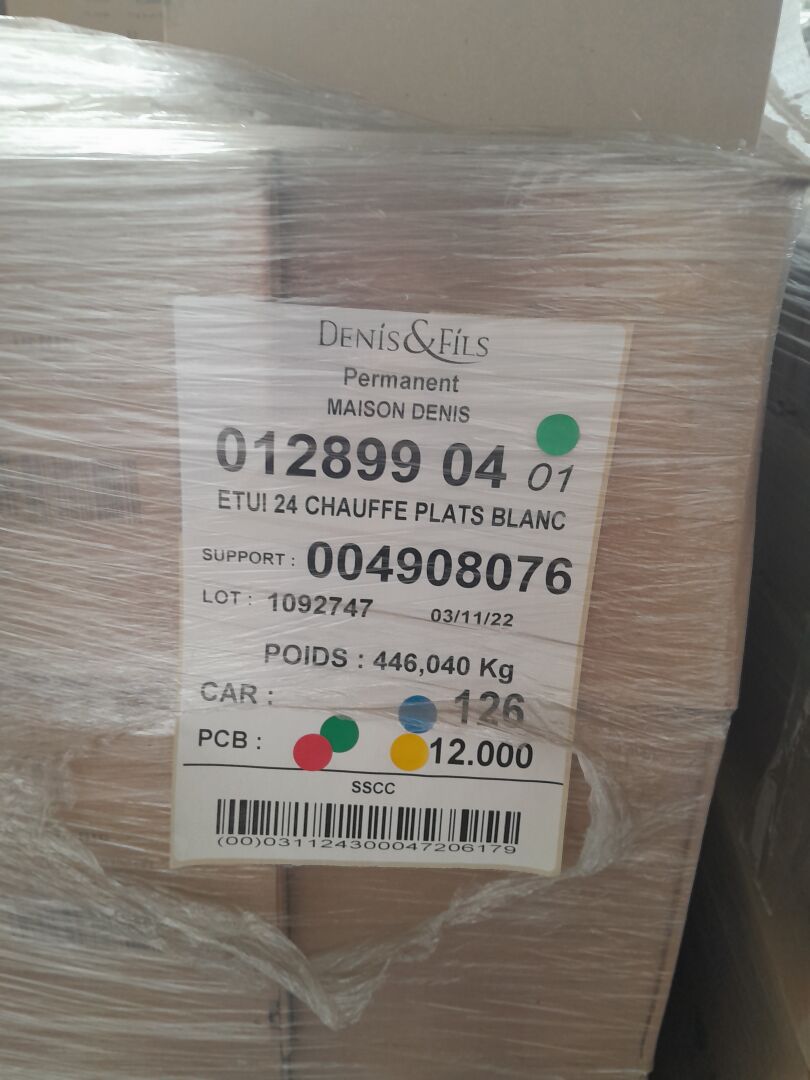 DENIS&FILS
Permanent
MAISON DENIS
012899 04 01
ETUI 24 CHAUFFE PLATS BLANC
SUPPORT : 004908076
LOT : 1092747 03/11/22
POIDS : 446,040 Kg
CAR : 126
PCB : 12.000
SSCC
(00)031124300047206179